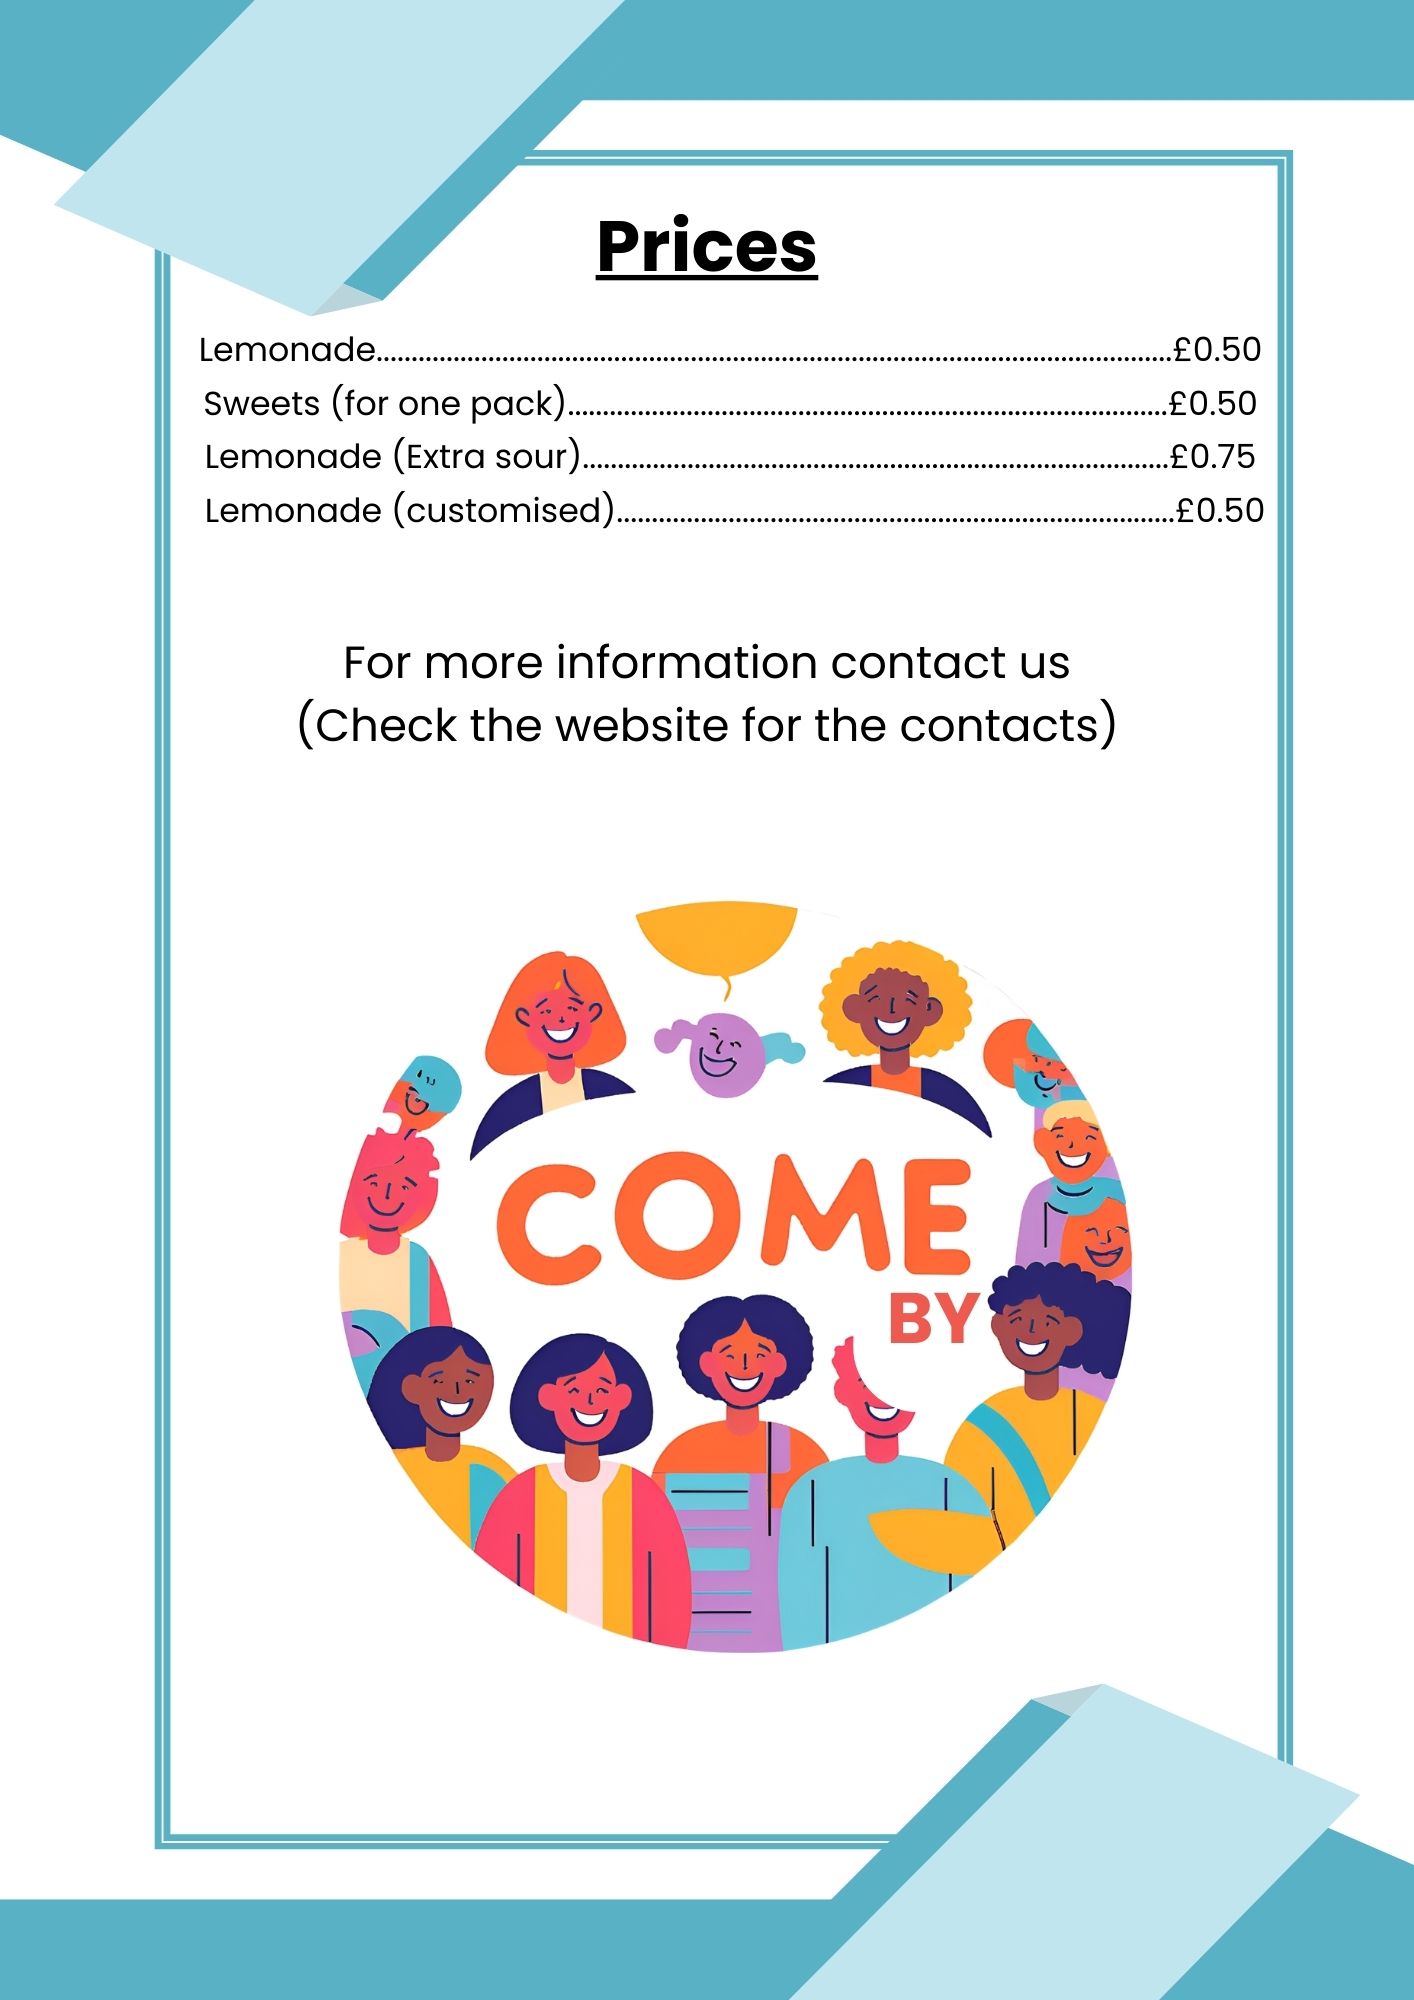 Prices
Lemonade..................................................................................................................£0.50
Sweets (for one pack)......................................................................................£0.50
Lemonade (Extra sour)....................................................................................£0.75
Lemonade (customised)................................................................................£0.50
For more information contact us
(Check the website for the contacts)
COME
BY